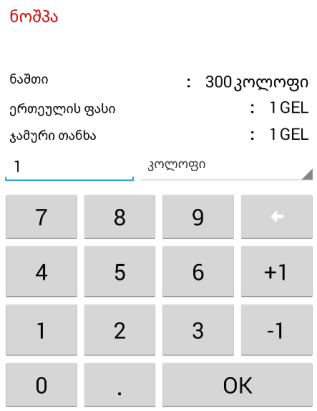 ნოშპა
ნაშთი : 300 კოლოფი
ერთეულის ფასი : 1 GEL
ჯამური თანხა : 1 GEL
1 კოლოფი
7 8 9
4 5 6 +1
1 2 3 -1
0 . OK